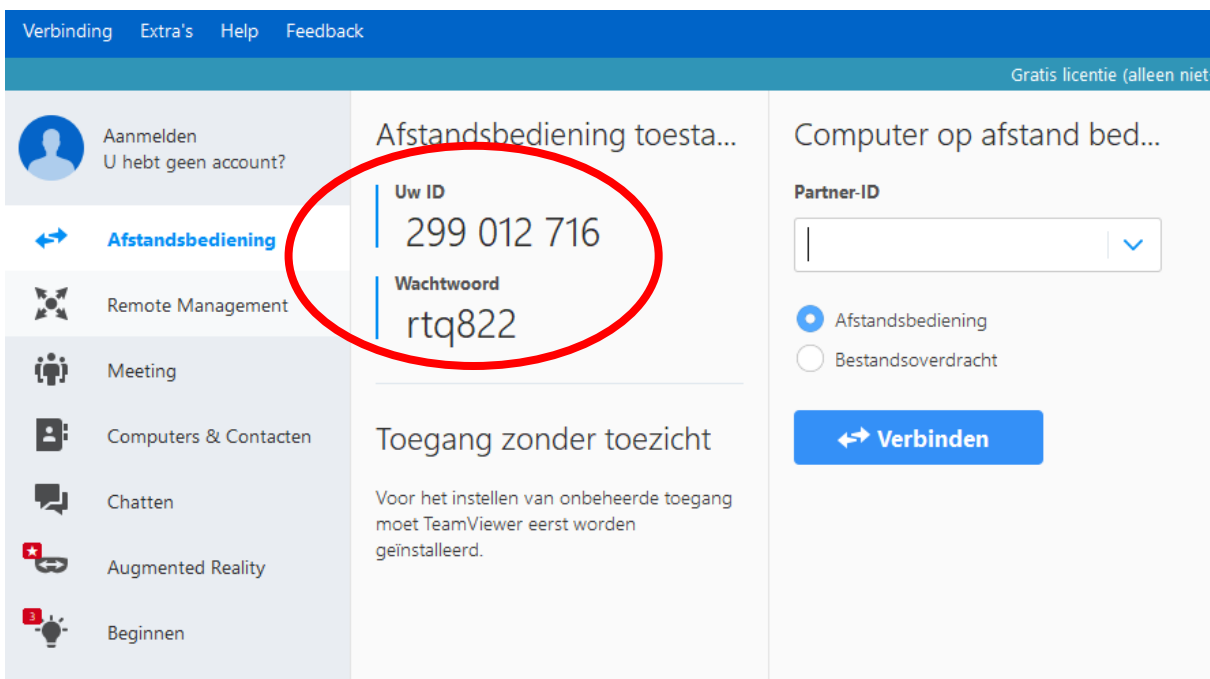 Verbinding Extra's Help Feedback
Gratis licentie (alleen niet
Aanmelden
U hebt geen account?
Afstandsbediening
Remote Management
Meeting
Computers & Contacten
Chatten
Augmented Reality
3
Beginnen
Afstandsbediening toesta...
Uw ID
299 012 716
Wachtwoord
rtq822
Toegang zonder toezicht
Voor het instellen van onbeheerde toegang
moet TeamViewer eerst worden
geïnstalleerd.
Computer op afstand bed...
Partner-ID
Afstandsbediening
Bestandsoverdracht
Verbinden